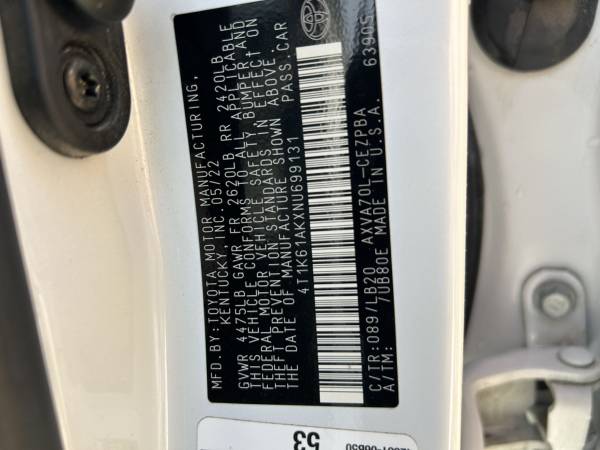 MFD.BY:TOYOTA MOTOR MANUFACTURING,
KENTUCKY, INC. 05/22
GVWR 4475LB GAWR FR 2620LB RR 2420LB
THIS VEHICLE CONFORMS TO ALL APPLICABLE
FEDERAL MOTOR VEHICLE SAFETY, BUMPER AND
THEFT PREVENTION STANDARDS IN EFFECT ON
THE DATE OF MANUFACTURE SHOWN ABOVE.
PASS.CAR
4T1K61AKXNU699131
C/TR:089/LB20 AXVA70L-CEZPBA 63905
A/TM: 7UB80E MADE IN U.S.A.
53